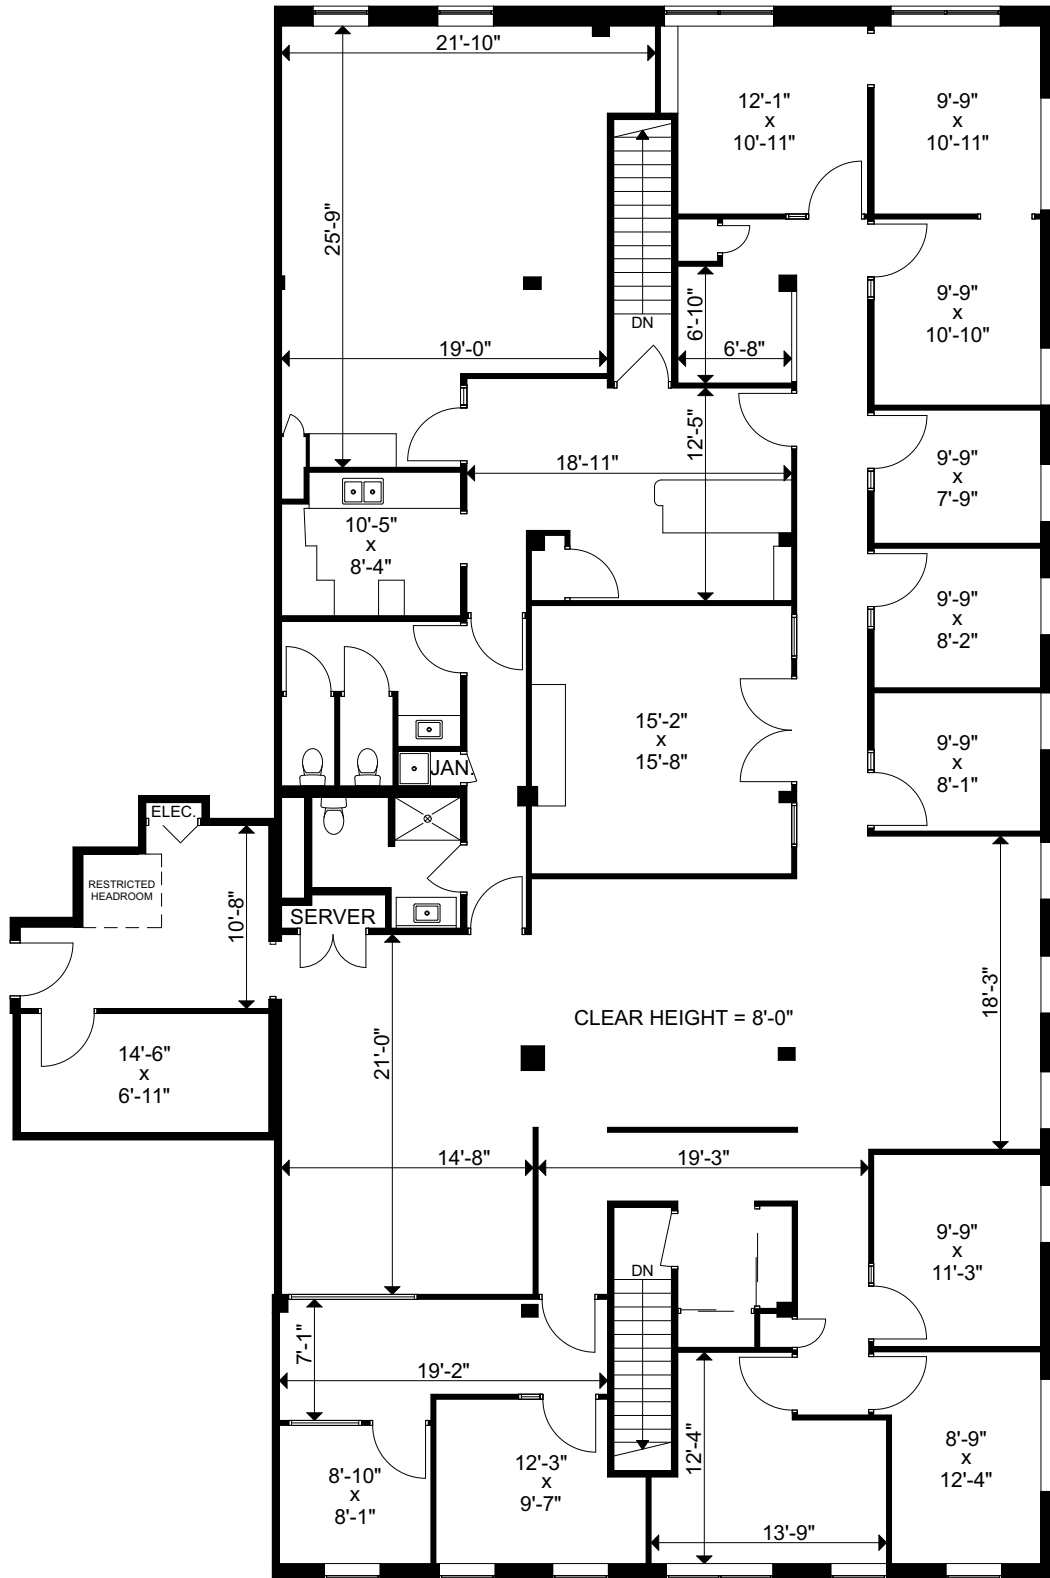 21'-10"
12'-1"
x
10'-11"
9'-9"
x
10'-11"
25'-9"
DN
6'-10"
6'-8"
9'-9"
x
10'-10"
19'-0"
12'-5"
18'-11"
9'-9"
x
7'-9"
10'-5"
x
8'-4"
9'-9"
x
8'-2"
15'-2"
x
15'-8"
JAN.
9'-9"
x
8'-1"
ELEC.
RESTRICTED
HEADROOM
10'-8"
SERVER
CLEAR HEIGHT = 8'-0"
18'-3"
21'-0"
14'-6"
x
6'-11"
14'-8"
19'-3"
9'-9"
x
11'-3"
DN
7'-1"
19'-2"
12'-4"
8'-9"
x
12'-4"
8'-10"
x
8'-1"
12'-3"
x
9'-7"
13'-9"